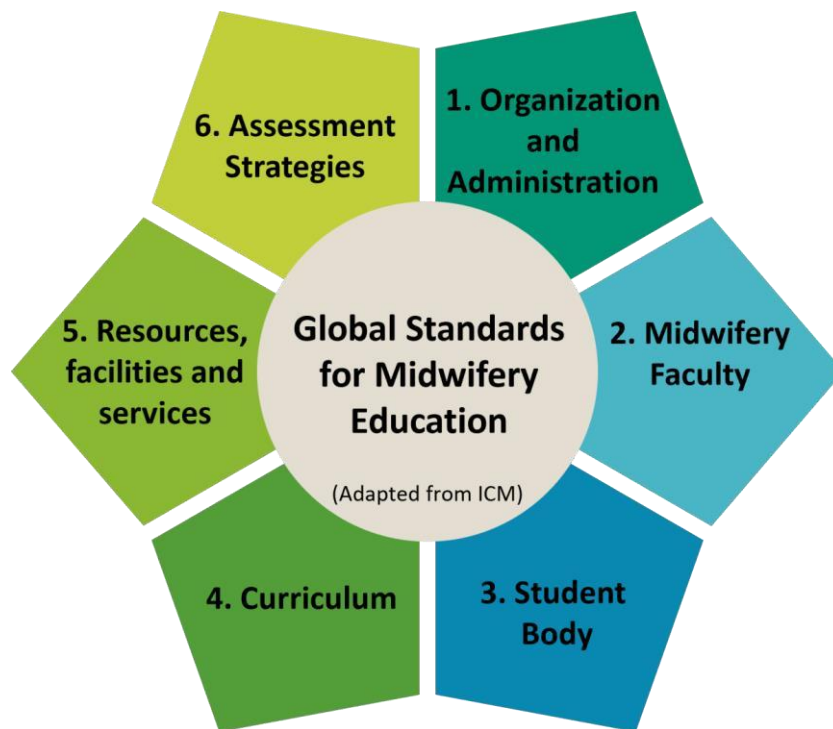 Global Standards
for Midwifery
Education
(Adapted from ICM)
1. Organization
and
Administration
2. Midwifery
Faculty
3. Student
Body
4. Curriculum
5. Resources,
facilities and
services
6. Assessment
Strategies